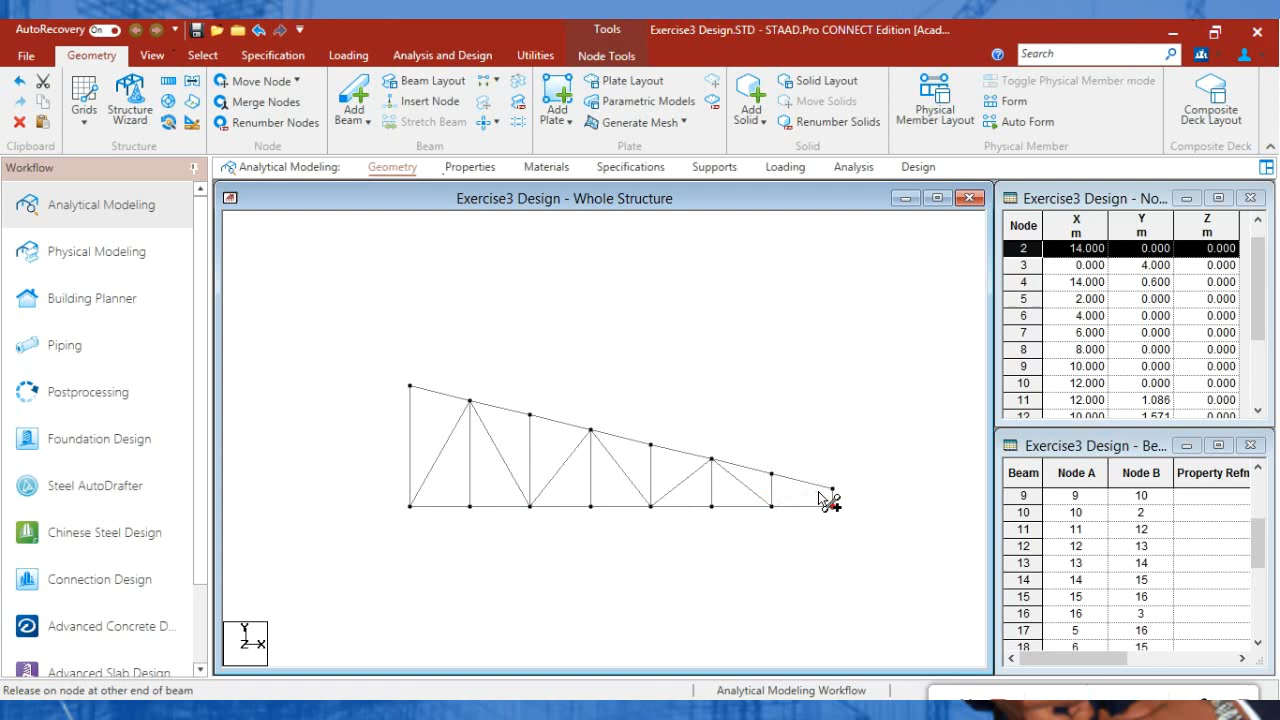 AutoRecovery On Tools Exercise3 Design.STD - STAAD.Pro CONNECT Edition [Acad...
File Geometry View Select Specification Loading Analysis and Design Utilities Node Tools Search
Grids Structure Wizard Move Node Merge Nodes Renumber Nodes
Add Beam Beam Layout Insert Node Stretch Beam
Add Plate Plate Layout Parametric Models Generate Mesh
Add Solid Solid Layout Move Solids Renumber Solids
Physical Member Layout Toggle Physical Member mode Form Auto Form
Composite Deck Layout
Clipboard Structure Node Beam Plate Solid Physical Member Composite Deck
Workflow
Analytical Modeling: Geometry Properties Materials Specifications Supports Loading Analysis Design
Analytical Modeling
Physical Modeling
Building Planner
Piping
Postprocessing
Foundation Design
Steel AutoDrafter
Chinese Steel Design
Connection Design
Advanced Concrete D...
Advanced Slab Design
Exercise3 Design - Whole Structure
Y
Z X
Exercise3 Design - No...
Node X m Y m Z m
2 14.000 0.000 0.000
3 0.000 4.000 0.000
4 14.000 0.600 0.000
5 2.000 0.000 0.000
6 4.000 0.000 0.000
7 6.000 0.000 0.000
8 8.000 0.000 0.000
9 10.000 0.000 0.000
10 12.000 0.000 0.000
11 12.000 1.086 0.000
12 10.000 1.571 0.000
Exercise3 Design - Be...
Beam Node A Node B Property Refn
9 9 10
10 10 2
11 11 12
12 12 13
13 13 14
14 14 15
15 15 16
16 16 3
17 5 16
18 6 15
Release on node at other end of beam Analytical Modeling Workflow